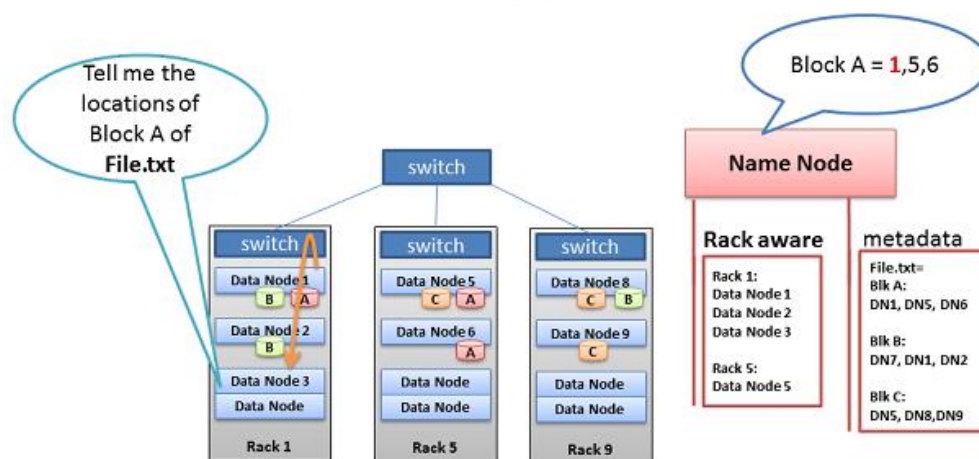 Tell me the
locations of
Block A of
File.txt
Block A = 1,5,6
Name Node
switch
switch
Data Node 1
B
A
Data Node 2
B
Data Node 3
Data Node
Rack 1
switch
Data Node 5
C
A
Data Node 6
A
Data Node
Data Node
Rack 5
switch
Data Node 8
C
B
Data Node 9
C
Data Node
Data Node
Rack 9
Rack aware
Rack 1:
Data Node 1
Data Node 2
Data Node 3
Rack 5:
Data Node 5
metadata
File.txt=
Blk A:
DN1, DN5, DN6
Blk B:
DN7, DN1, DN2
Blk C:
DN5, DN8,DN9